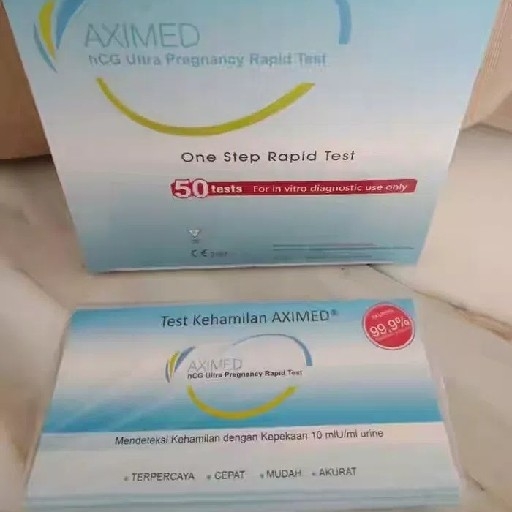 AXIMED
hCG Ultra Pregnancy Rapid Test
One Step Rapid Test
50 tests For in vitro diagnostic use only
CE
Test Kehamilan AXIMED®
99.9%
AXIMED
hCG Ultra Pregnancy Rapid Test
Mendeteksi Kehamilan dengan Kepekaan 10 mIU/ml urine
• TERPERCAYA • CEPAT • MUDAH • AKURAT